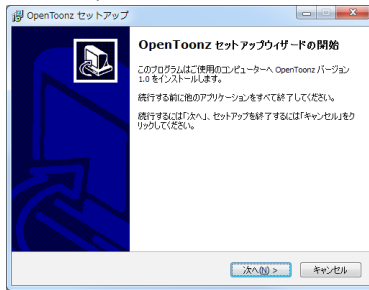 OpenToonz セットアップ
OpenToonz セットアップウィザードの開始
このプログラムはご使用のコンピューターへ OpenToonz バージョン
1.0 をインストールします。
続行する前に他のアプリケーションをすべて終了してください。
続行するには「次へ」、セットアップを終了するには「キャンセル」をク
リックしてください。
次へ(N) >
キャンセル